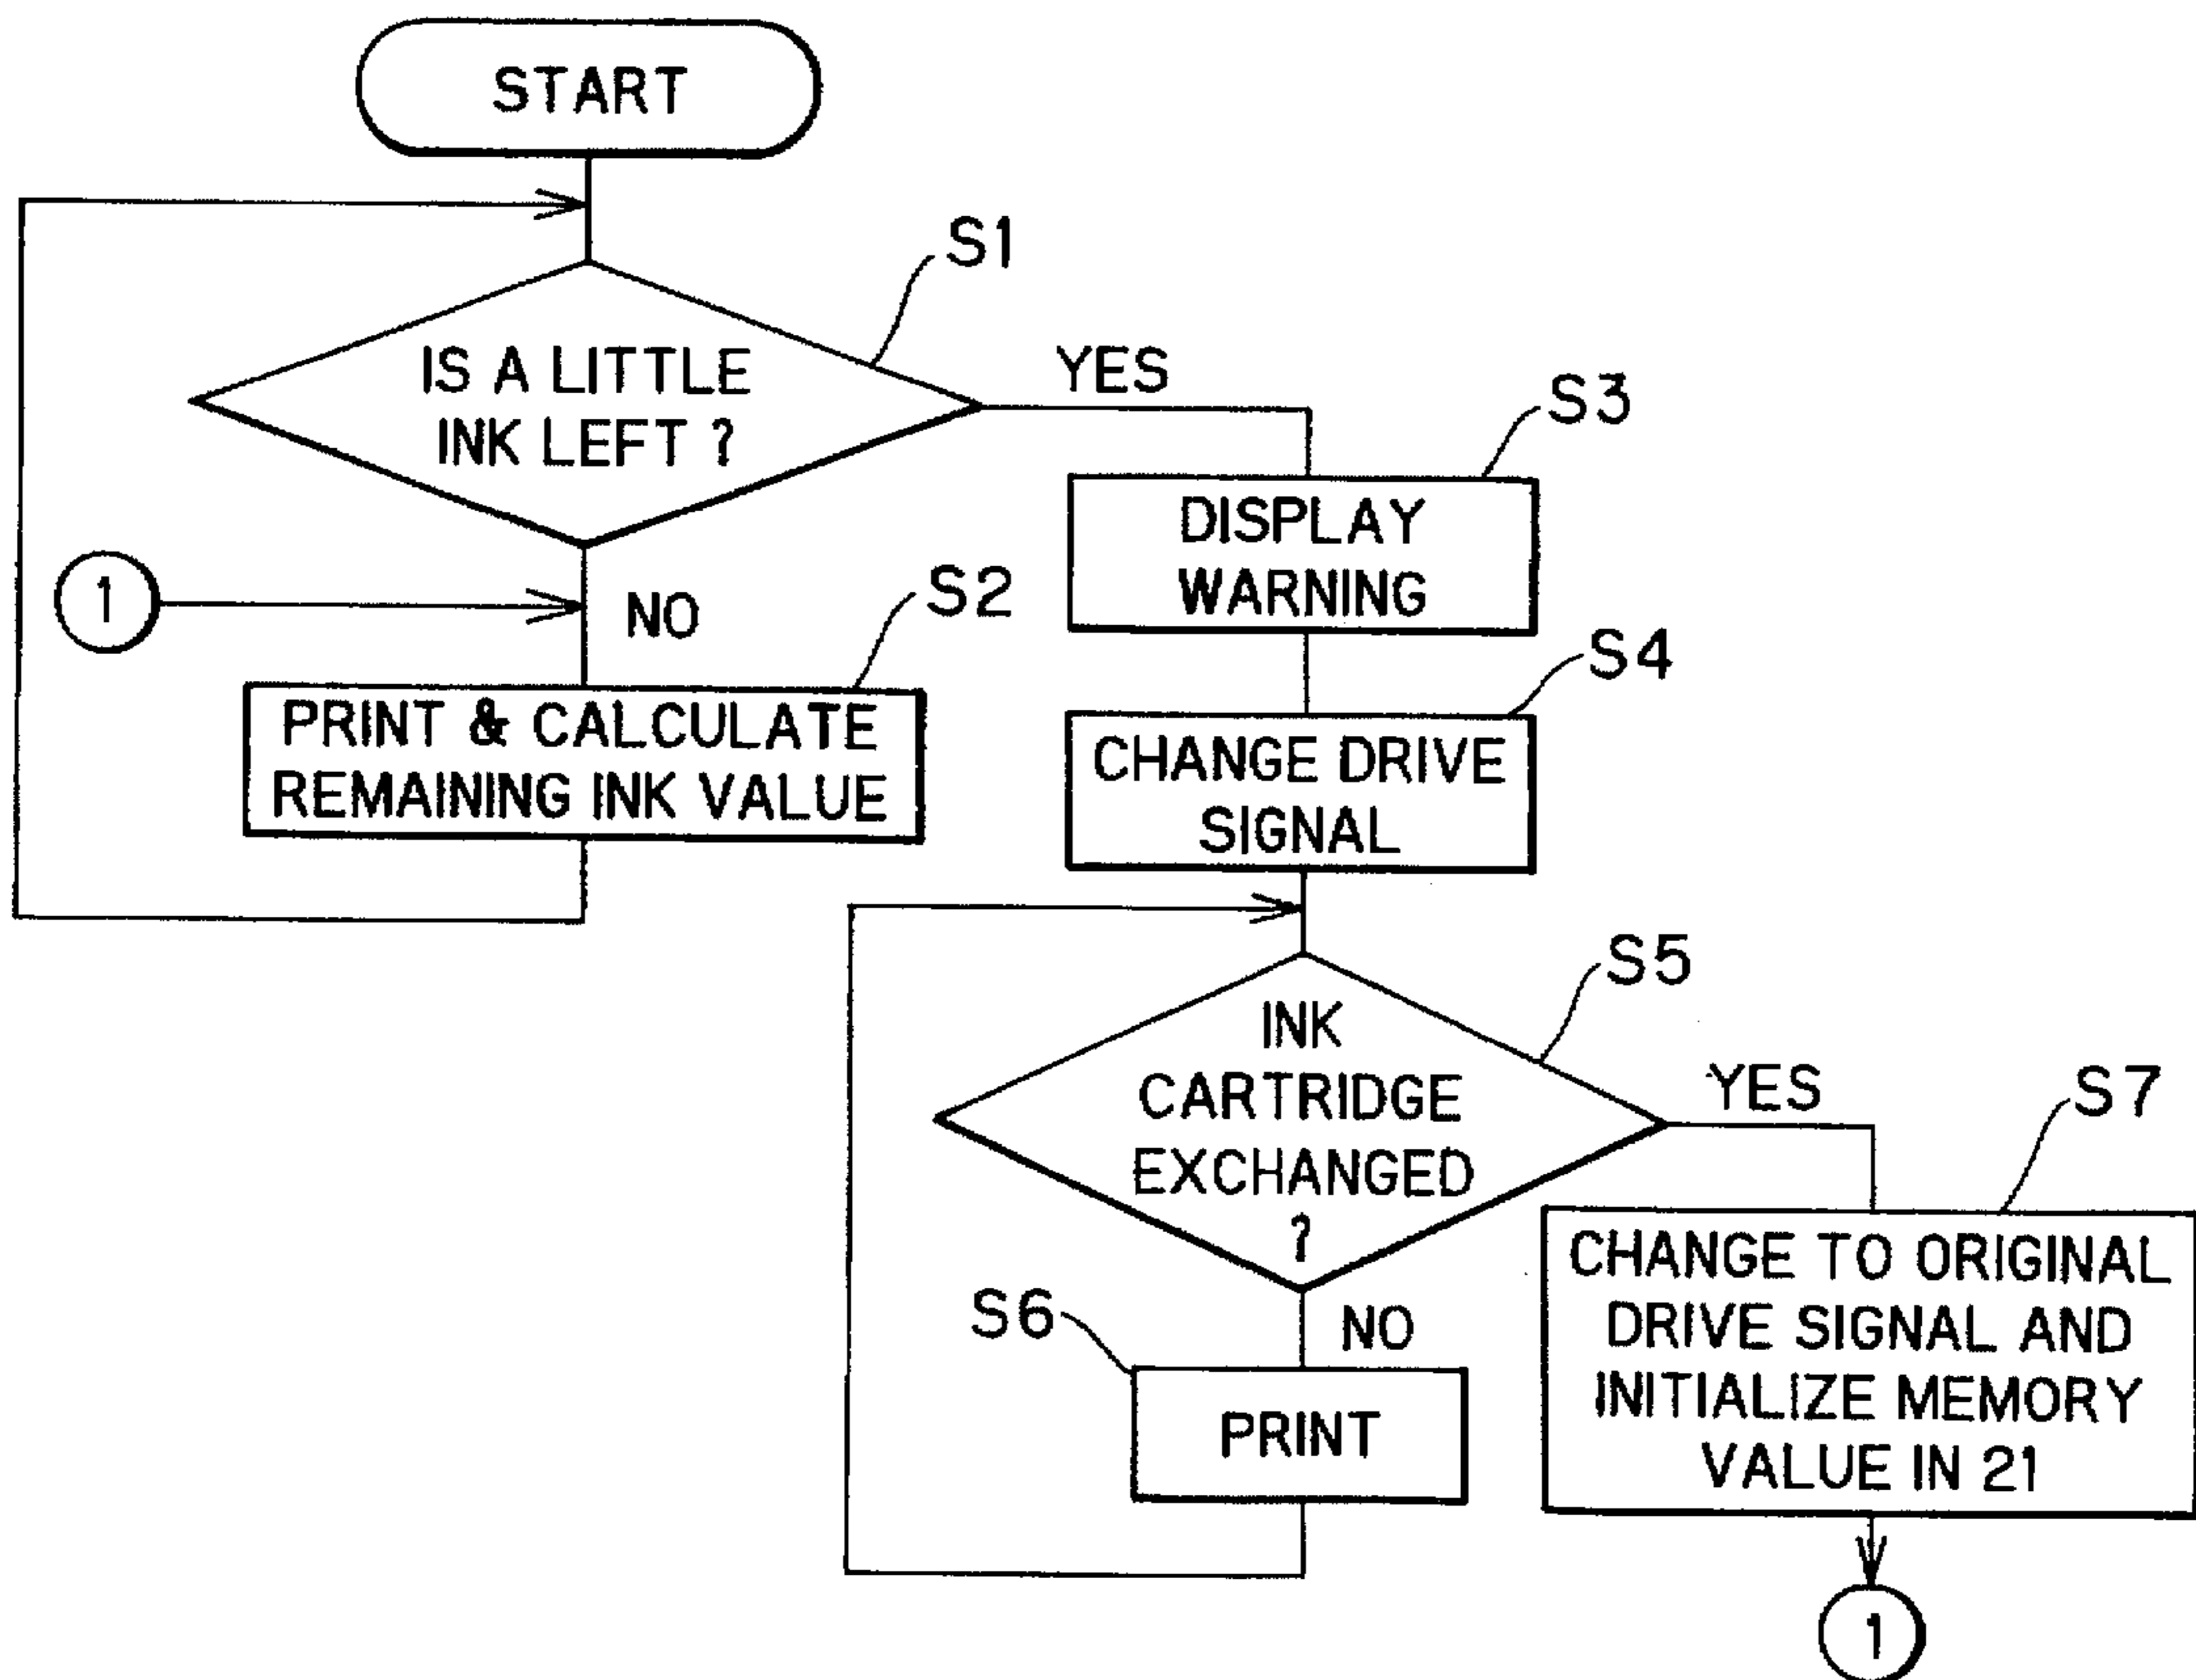 START
S1
IS A LITTLE
INK LEFT ?
YES
S3
DISPLAY
WARNING
1
NO
S2
PRINT & CALCULATE
REMAINING INK VALUE
S4
CHANGE DRIVE
SIGNAL
S5
INK
CARTRIDGE
EXCHANGED
?
YES
S7
S6
NO
PRINT
CHANGE TO ORIGINAL
DRIVE SIGNAL AND
INITIALIZE MEMORY
VALUE IN 21
1